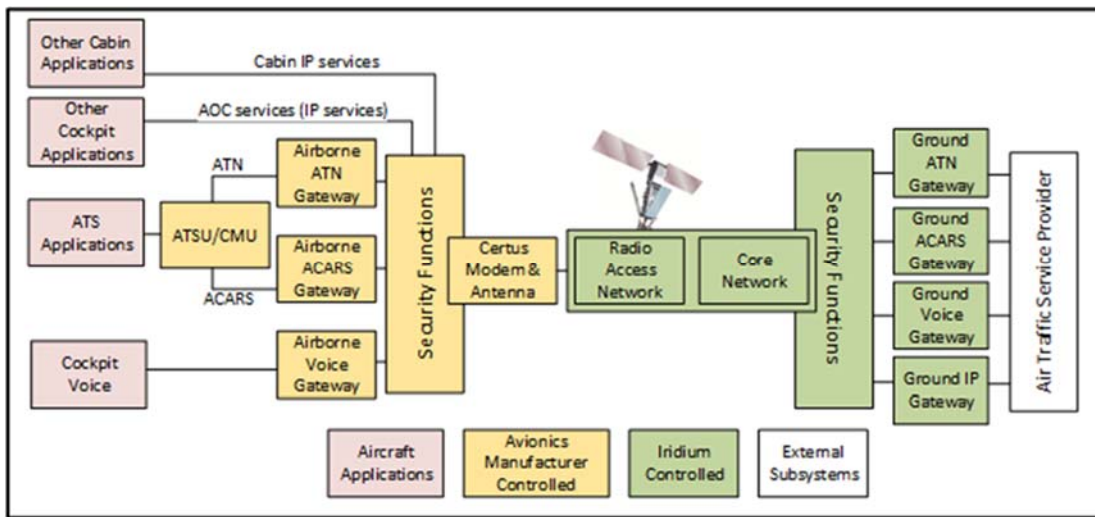 Other Cabin
Applications
Cabin IP services
Other
Cockpit
Applications
AOC services (IP services)
ATN
Airborne
ATN
Gateway
ATS
Applications
ATSU/CMU
ACARS
Airborne
ACARS
Gateway
Cockpit
Voice
Airborne
Voice
Gateway
Security Functions
Certus
Modem &
Antenna
Radio
Access
Network
Core
Network
Security Functions
Ground
ATN
Gateway
Ground
ACARS
Gateway
Ground
Voice
Gateway
Ground IP
Gateway
Air Traffic Service Provider
Aircraft
Applications
Avionics
Manufacturer
Controlled
Iridium
Controlled
External
Subsystems